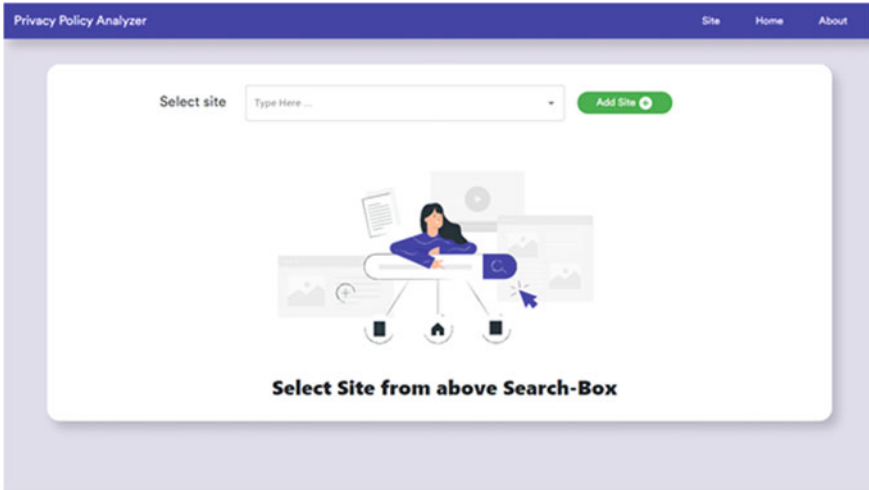 Privacy Policy Analyzer Site Home About
Select site Type Here ... Add Site
Select Site from above Search-Box